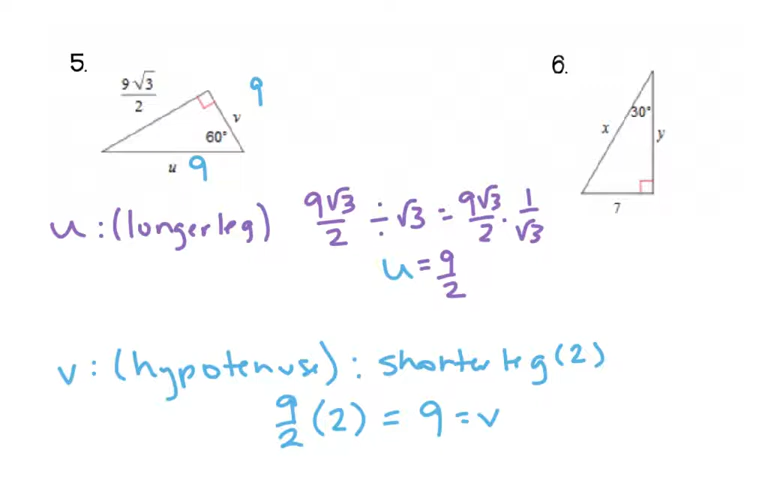 5.
9√3/2
9
v
60°
u
9
6.
30°
x
y
7
u : (longer leg) 9√3/2 ÷ √3 = 9√3/2 · 1/√3
u = 9/2
v : (hypotenuse) : shorter leg (2)
9/2 (2) = 9 = v